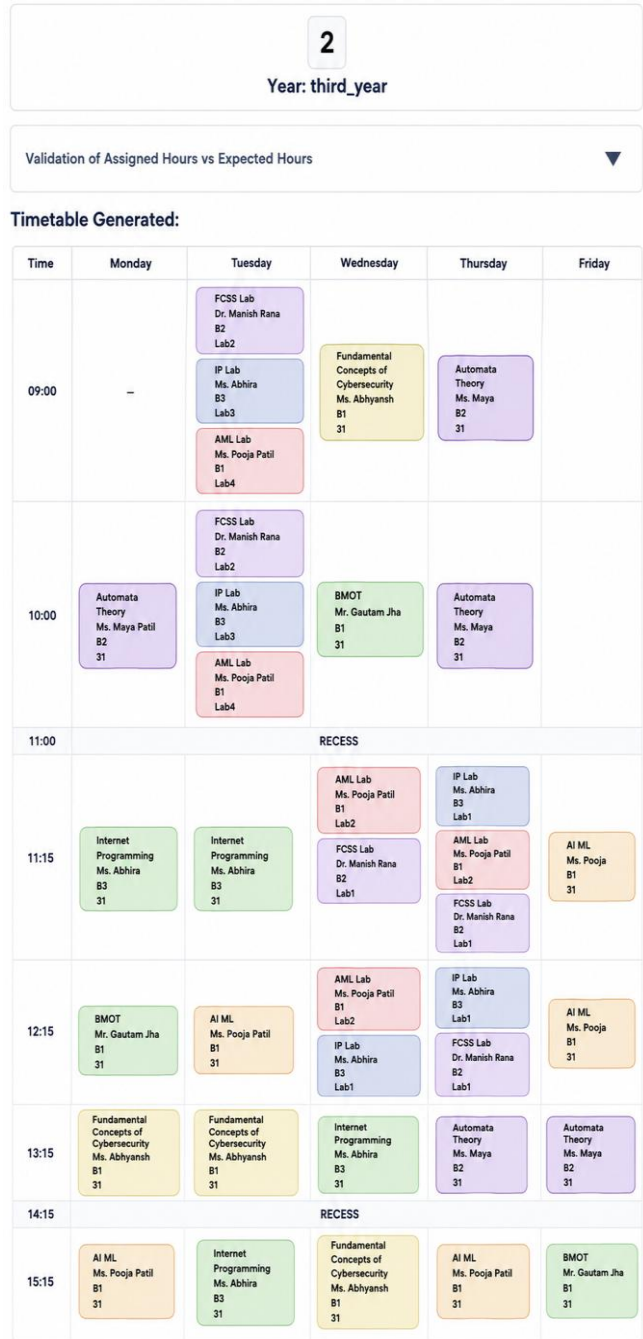 2
Year: third_year
Validation of Assigned Hours vs Expected Hours
Timetable Generated:
Time Monday Tuesday Wednesday Thursday Friday
09:00
–
FCSS Lab
Dr. Manish Rana
B2
Lab2
IP Lab
Ms. Abhira
B3
Lab3
AML Lab
Ms. Pooja Patil
B1
Lab4
Fundamental
Concepts of
Cybersecurity
Ms. Abhyansh
B1
31
Automata
Theory
Ms. Maya
B2
31
10:00
Automata
Theory
Ms. Maya Patil
B2
31
FCSS Lab
Dr. Manish Rana
B2
Lab2
IP Lab
Ms. Abhira
B3
Lab3
AML Lab
Ms. Pooja Patil
B1
Lab4
BMOT
Mr. Gautam Jha
B1
31
Automata
Theory
Ms. Maya
B2
31
11:00 RECESS
11:15
Internet
Programming
Ms. Abhira
B3
31
Internet
Programming
Ms. Abhira
B3
31
AML Lab
Ms. Pooja Patil
B1
Lab2
FCSS Lab
Dr. Manish Rana
B2
Lab1
IP Lab
Ms. Abhira
B3
Lab1
AML Lab
Ms. Pooja Patil
B1
Lab2
FCSS Lab
Dr. Manish Rana
B2
Lab1
AI ML
Ms. Pooja
B1
31
12:15
BMOT
Mr. Gautam Jha
B1
31
AI ML
Ms. Pooja Patil
B1
31
AML Lab
Ms. Pooja Patil
B1
Lab2
IP Lab
Ms. Abhira
B3
Lab1
IP Lab
Ms. Abhira
B3
Lab1
FCSS Lab
Dr. Manish Rana
B2
Lab1
AI ML
Ms. Pooja
B1
31
13:15
Fundamental
Concepts of
Cybersecurity
Ms. Abhyansh
B1
31
Fundamental
Concepts of
Cybersecurity
Ms. Abhyansh
B1
31
Internet
Programming
Ms. Abhira
B3
31
Automata
Theory
Ms. Maya
B2
31
Automata
Theory
Ms. Maya
B2
31
14:15 RECESS
15:15
AI ML
Ms. Pooja Patil
B1
31
Internet
Programming
Ms. Abhira
B3
31
Fundamental
Concepts of
Cybersecurity
Ms. Abhyansh
B1
31
AI ML
Ms. Pooja Patil
B1
31
BMOT
Mr. Gautam Jha
B1
31